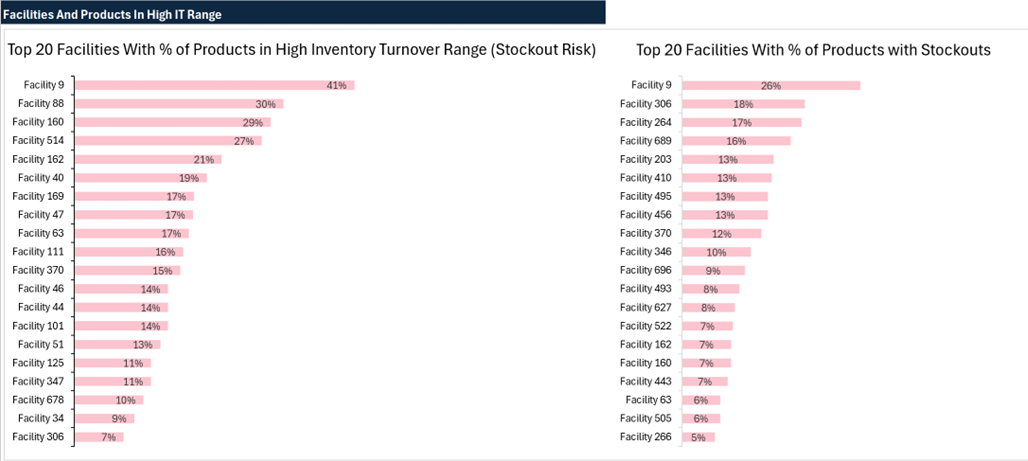 Facilities And Products In High IT Range
Top 20 Facilities With % of Products in High Inventory Turnover Range (Stockout Risk)
Facility 9 41%
Facility 88 30%
Facility 160 29%
Facility 514 27%
Facility 162 21%
Facility 40 19%
Facility 169 17%
Facility 47 17%
Facility 63 17%
Facility 111 16%
Facility 370 15%
Facility 46 14%
Facility 44 14%
Facility 101 14%
Facility 51 13%
Facility 125 11%
Facility 347 11%
Facility 678 10%
Facility 34 9%
Facility 306 7%
Top 20 Facilities With % of Products with Stockouts
Facility 9 26%
Facility 306 18%
Facility 264 17%
Facility 689 16%
Facility 203 13%
Facility 410 13%
Facility 495 13%
Facility 456 13%
Facility 370 12%
Facility 346 10%
Facility 696 9%
Facility 493 8%
Facility 627 8%
Facility 522 7%
Facility 162 7%
Facility 160 7%
Facility 443 7%
Facility 63 6%
Facility 505 6%
Facility 266 5%